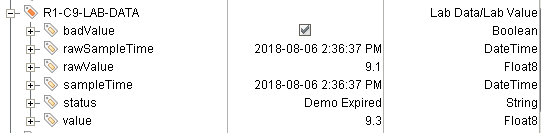 R1-C9-LAB-DATA Lab Data/Lab Value
badValue Boolean
rawSampleTime 2018-08-06 2:36:37 PM DateTime
rawValue 9.1 Float8
sampleTime 2018-08-06 2:36:37 PM DateTime
status Demo Expired String
value 9.3 Float8